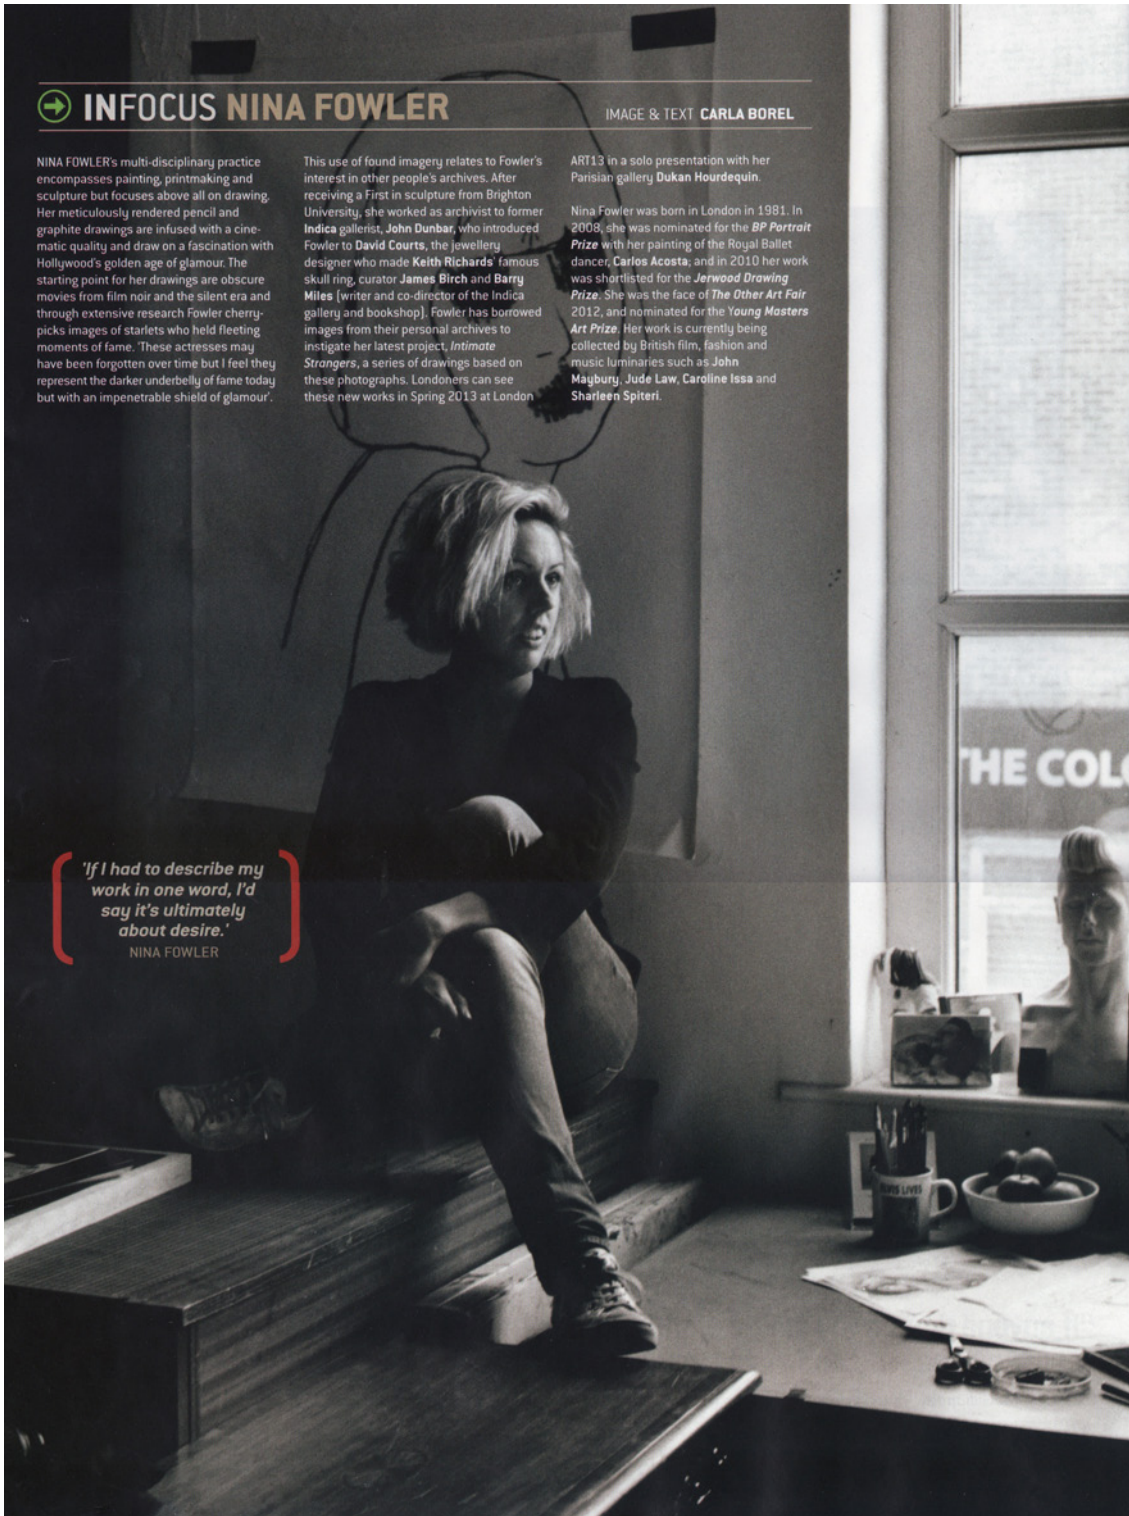 INFOCUS NINA FOWLER
IMAGE & TEXT CARLA BOREL
NINA FOWLER's multi-disciplinary practice
encompasses painting, printmaking and
sculpture but focuses above all on drawing.
Her meticulously rendered pencil and
graphite drawings are infused with a cine-
matic quality and draw on a fascination with
Hollywood's golden age of glamour. The
starting point for her drawings are obscure
movies from film noir and the silent era and
through extensive research Fowler cherry-
picks images of starlets who held fleeting
moments of fame. 'These actresses may
have been forgotten over time but I feel they
represent the darker underbelly of fame today
but with an impenetrable shield of glamour'.
This use of found imagery relates to Fowler's
interest in other people's archives. After
receiving a First in sculpture from Brighton
University, she worked as archivist to former
Indica gallerist, John Dunbar, who introduced
Fowler to David Courts, the jewellery
designer who made Keith Richards' famous
skull ring, curator James Birch and Barry
Miles (writer and co-director of the Indica
gallery and bookshop). Fowler has borrowed
images from their personal archives to
instigate her latest project, Intimate
Strangers, a series of drawings based on
these photographs. Londoners can see
these new works in Spring 2013 at London
ART13 in a solo presentation with her
Parisian gallery Dukan Hourdequin.
Nina Fowler was born in London in 1981. In
2008, she was nominated for the BP Portrait
Prize with her painting of the Royal Ballet
dancer, Carlos Acosta; and in 2010 her work
was shortlisted for the Jerwood Drawing
Prize. She was the face of The Other Art Fair
2012, and nominated for the Young Masters
Art Prize. Her work is currently being
collected by British film, fashion and
music luminaries such as John
Maybury, Jude Law, Caroline Issa and
Sharleen Spiteri.
THE COLO
'If I had to describe my
work in one word, I'd
say it's ultimately
about desire.'
NINA FOWLER
ELVIS LIVES